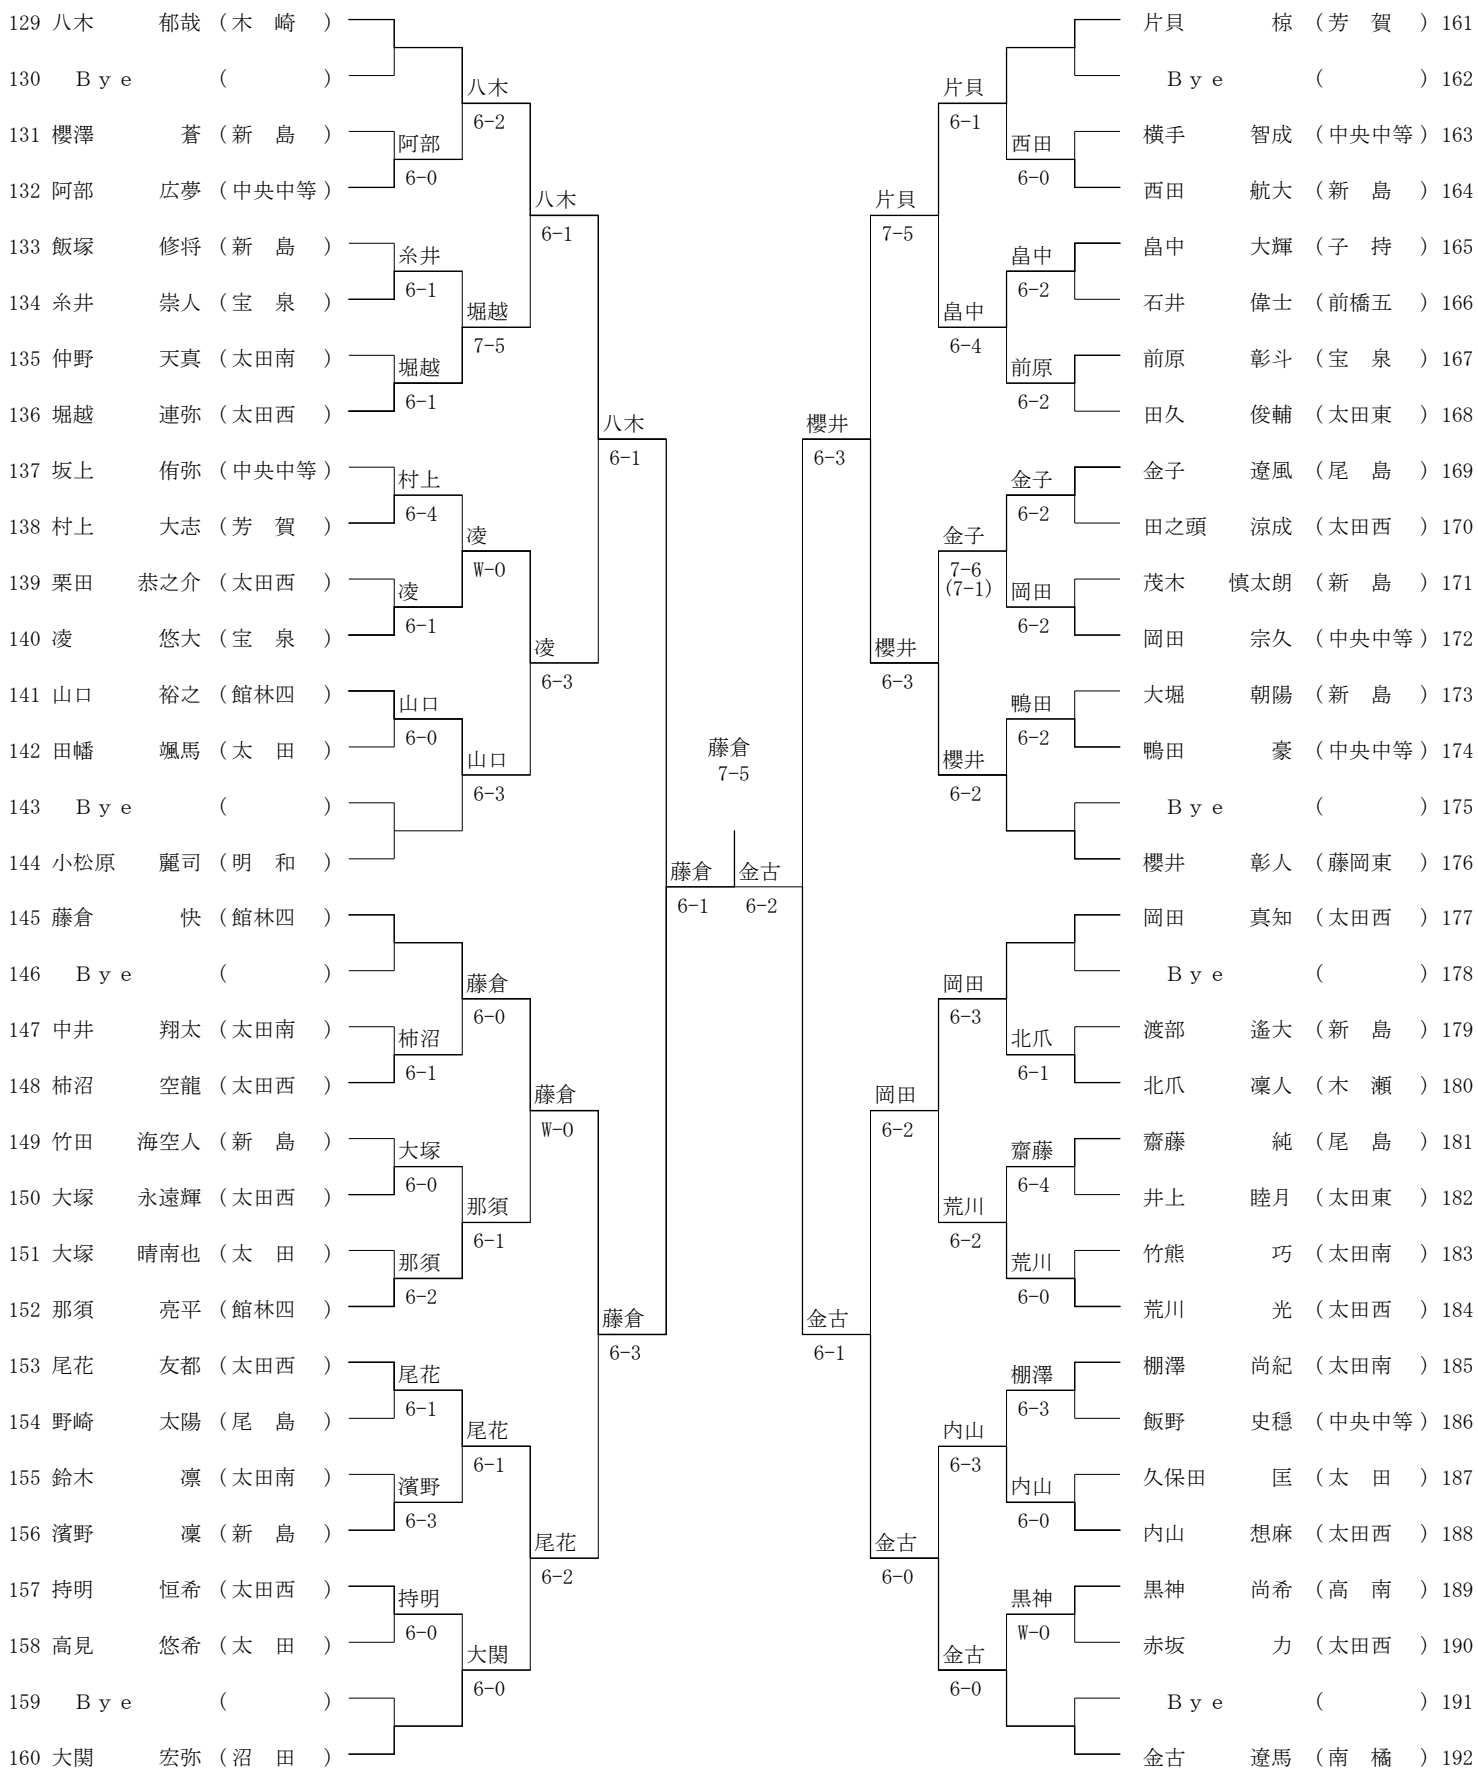 129 八木 郁哉 （木 崎 ）
130 Ｂｙｅ （ ）
131 櫻澤 蒼 （新 島 ）
132 阿部 広夢 （中央中等）
133 飯塚 修将 （新 島 ）
134 糸井 崇人 （宝 泉 ）
135 仲野 天真 （太田南 ）
136 堀越 連弥 （太田西 ）
137 坂上 侑弥 （中央中等）
138 村上 大志 （芳 賀 ）
139 栗田 恭之介 （太田西 ）
140 凌 悠大 （宝 泉 ）
141 山口 裕之 （館林四 ）
142 田幡 颯馬 （太 田 ）
143 Ｂｙｅ （ ）
144 小松原 麗司 （明 和 ）
145 藤倉 快 （館林四 ）
146 Ｂｙｅ （ ）
147 中井 翔太 （太田南 ）
148 柿沼 空龍 （太田西 ）
149 竹田 海空人 （新 島 ）
150 大塚 永遠輝 （太田西 ）
151 大塚 晴南也 （太 田 ）
152 那須 亮平 （館林四 ）
153 尾花 友都 （太田西 ）
154 野崎 太陽 （尾 島 ）
155 鈴木 凛 （太田南 ）
156 濱野 凜 （新 島 ）
157 持明 恒希 （太田西 ）
158 高見 悠希 （太 田 ）
159 Ｂｙｅ （ ）
160 大関 宏弥 （沼 田 ）
阿部
6-0
糸井
6-1
堀越
6-1
村上
6-4
凌
6-1
山口
6-0
柿沼
6-1
大塚
6-0
那須
6-2
尾花
6-1
濱野
6-3
持明
6-0
八木
6-2
堀越
7-5
凌
W-O
山口
6-3
藤倉
6-0
那須
6-1
尾花
6-1
大関
6-0
八木
6-1
凌
6-3
藤倉
W-O
尾花
6-2
八木
6-1
藤倉
6-3
藤倉
6-1
藤倉
7-5
金古
6-2
櫻井
6-3
金古
6-1
片貝
7-5
櫻井
6-3
岡田
6-2
金古
6-0
片貝
6-1
畠中
6-4
金子
7-6
(7-1)
櫻井
6-2
岡田
6-3
荒川
6-2
内山
6-3
金古
6-0
西田
6-0
畠中
6-2
前原
6-2
金子
6-2
岡田
6-2
鴨田
6-2
北爪
6-1
齋藤
6-4
荒川
6-0
棚澤
6-3
内山
6-0
黒神
W-O
片貝 椋 （芳 賀 ） 161
Ｂｙｅ （ ） 162
横手 智成 （中央中等） 163
西田 航大 （新 島 ） 164
畠中 大輝 （子 持 ） 165
石井 偉士 （前橋五 ） 166
前原 彰斗 （宝 泉 ） 167
田久 俊輔 （太田東 ） 168
金子 遼風 （尾 島 ） 169
田之頭 涼成 （太田西 ） 170
茂木 慎太朗 （新 島 ） 171
岡田 宗久 （中央中等） 172
大堀 朝陽 （新 島 ） 173
鴨田 豪 （中央中等） 174
Ｂｙｅ （ ） 175
櫻井 彰人 （藤岡東 ） 176
岡田 真知 （太田西 ） 177
Ｂｙｅ （ ） 178
渡部 遙大 （新 島 ） 179
北爪 凜人 （木 瀬 ） 180
齋藤 純 （尾 島 ） 181
井上 睦月 （太田東 ） 182
竹熊 巧 （太田南 ） 183
荒川 光 （太田西 ） 184
棚澤 尚紀 （太田南 ） 185
飯野 史穏 （中央中等） 186
久保田 匡 （太 田 ） 187
内山 想麻 （太田西 ） 188
黒神 尚希 （高 南 ） 189
赤坂 力 （太田西 ） 190
Ｂｙｅ （ ） 191
金古 遼馬 （南 橘 ） 192